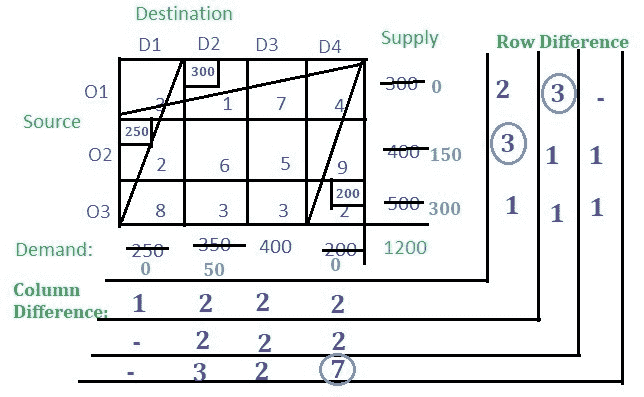 Destination
D1 D2 D3 D4 Supply Row Difference
300
O1 3 1 7 4 300 0 2 3 -
Source
250
O2 2 6 5 9 400 150 3 1 1
200
O3 8 3 3 2 500 300 1 1 1
Demand: 250 350 400 200 1200
0 50 0
Column
Difference: 1 2 2 2
- 2 2 2
- 3 2 7